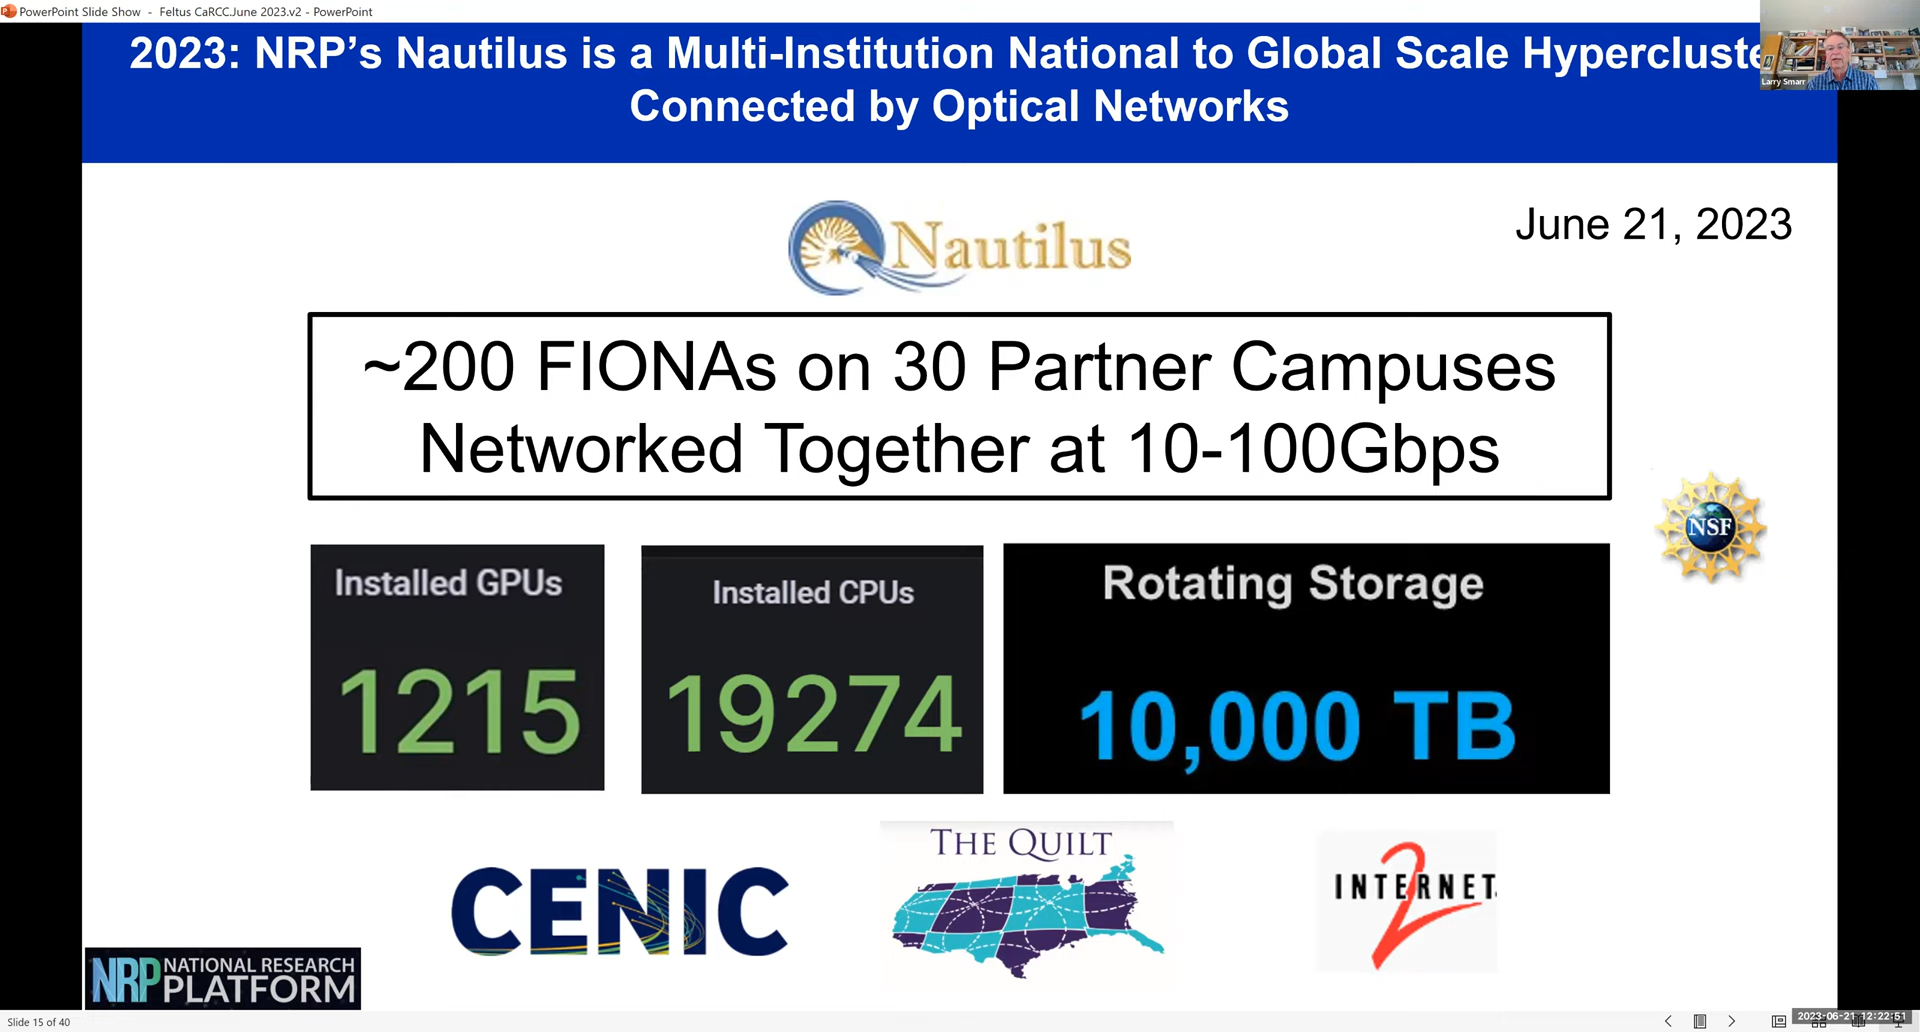 PowerPoint Slide Show - Feltus CaRCC.June 2023.v2 - PowerPoint
2023: NRP's Nautilus is a Multi-Institution National to Global Scale Hypercluste
Connected by Optical Networks
Larry Smarr
Nautilus
June 21, 2023
~200 FIONAs on 30 Partner Campuses
Networked Together at 10-100Gbps
NSF
Installed GPUs
1215
Installed CPUs
19274
Rotating Storage
10,000 TB
CENIC
THE QUILT
INTERNET
2
NRP NATIONAL RESEARCH
PLATFORM
Slide 15 of 40
2023-06-21 12:22:51